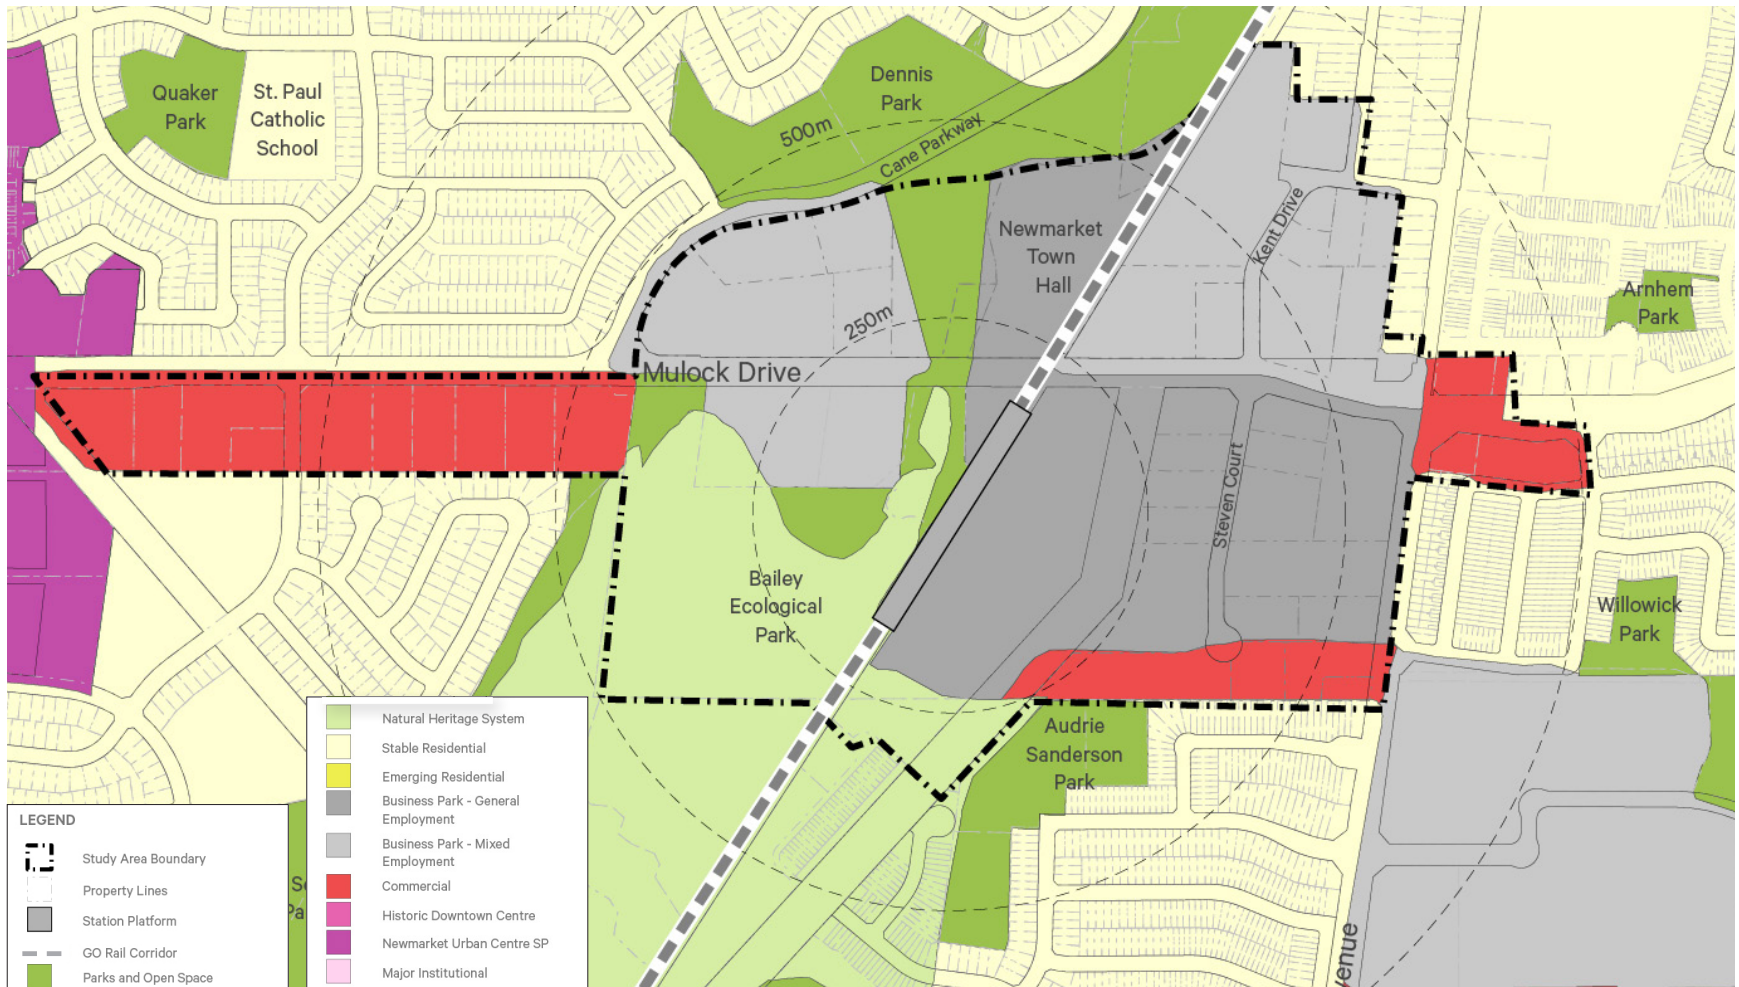 Quaker
Park
St. Paul
Catholic
School
Dennis
Park
500m
Cane Parkway
Newmarket
Town
Hall
Kent Drive
Arnhem
Park
250m
Mulock Drive
Steven Court
Bailey
Ecological
Park
Willowick
Park
Audrie
Sanderson
Park
LEGEND
Study Area Boundary
Property Lines
Station Platform
GO Rail Corridor
Parks and Open Space
Natural Heritage System
Stable Residential
Emerging Residential
Business Park - General
Employment
Business Park - Mixed
Employment
Commercial
Historic Downtown Centre
Newmarket Urban Centre SP
Major Institutional